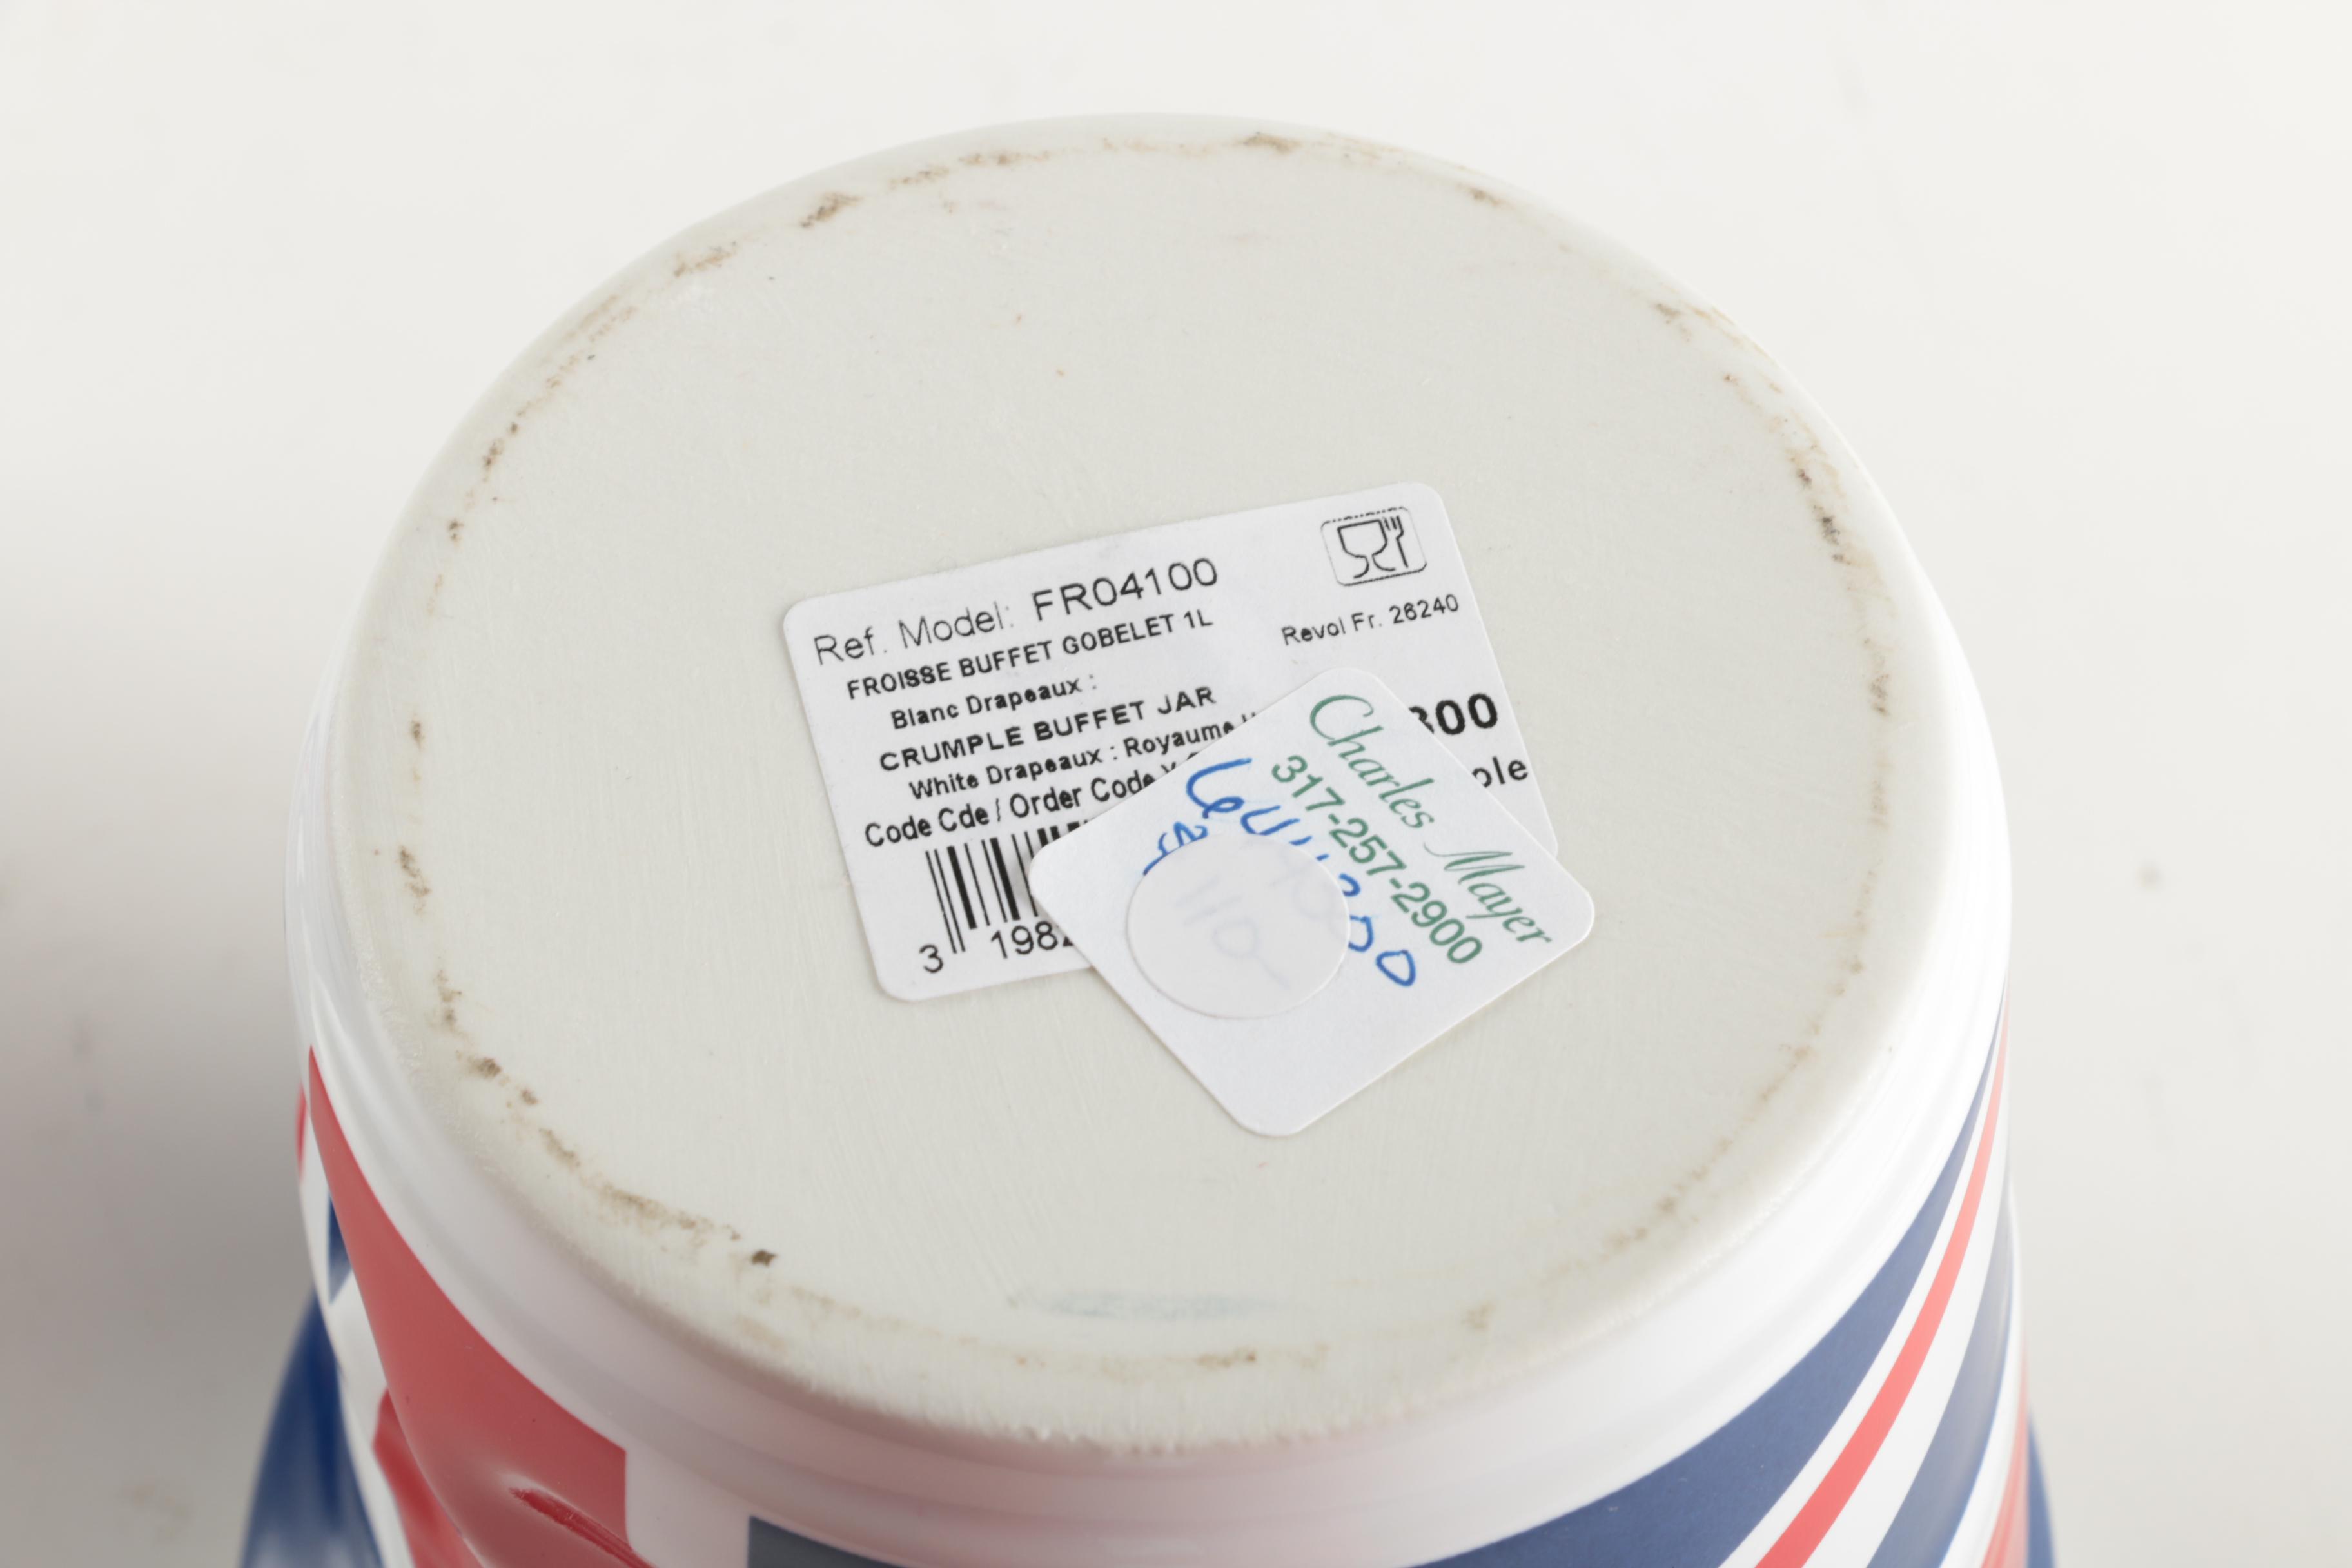 Ref. Model: FR04100
Revol Fr. 26240
FROISSE BUFFET GOBELET 1L
Blanc Drapeaux :
CRUMPLE BUFFET JAR
White Drapeaux : Royaume
Code Cde / Order Code
3 198
Charles Mayer
317-257-2900